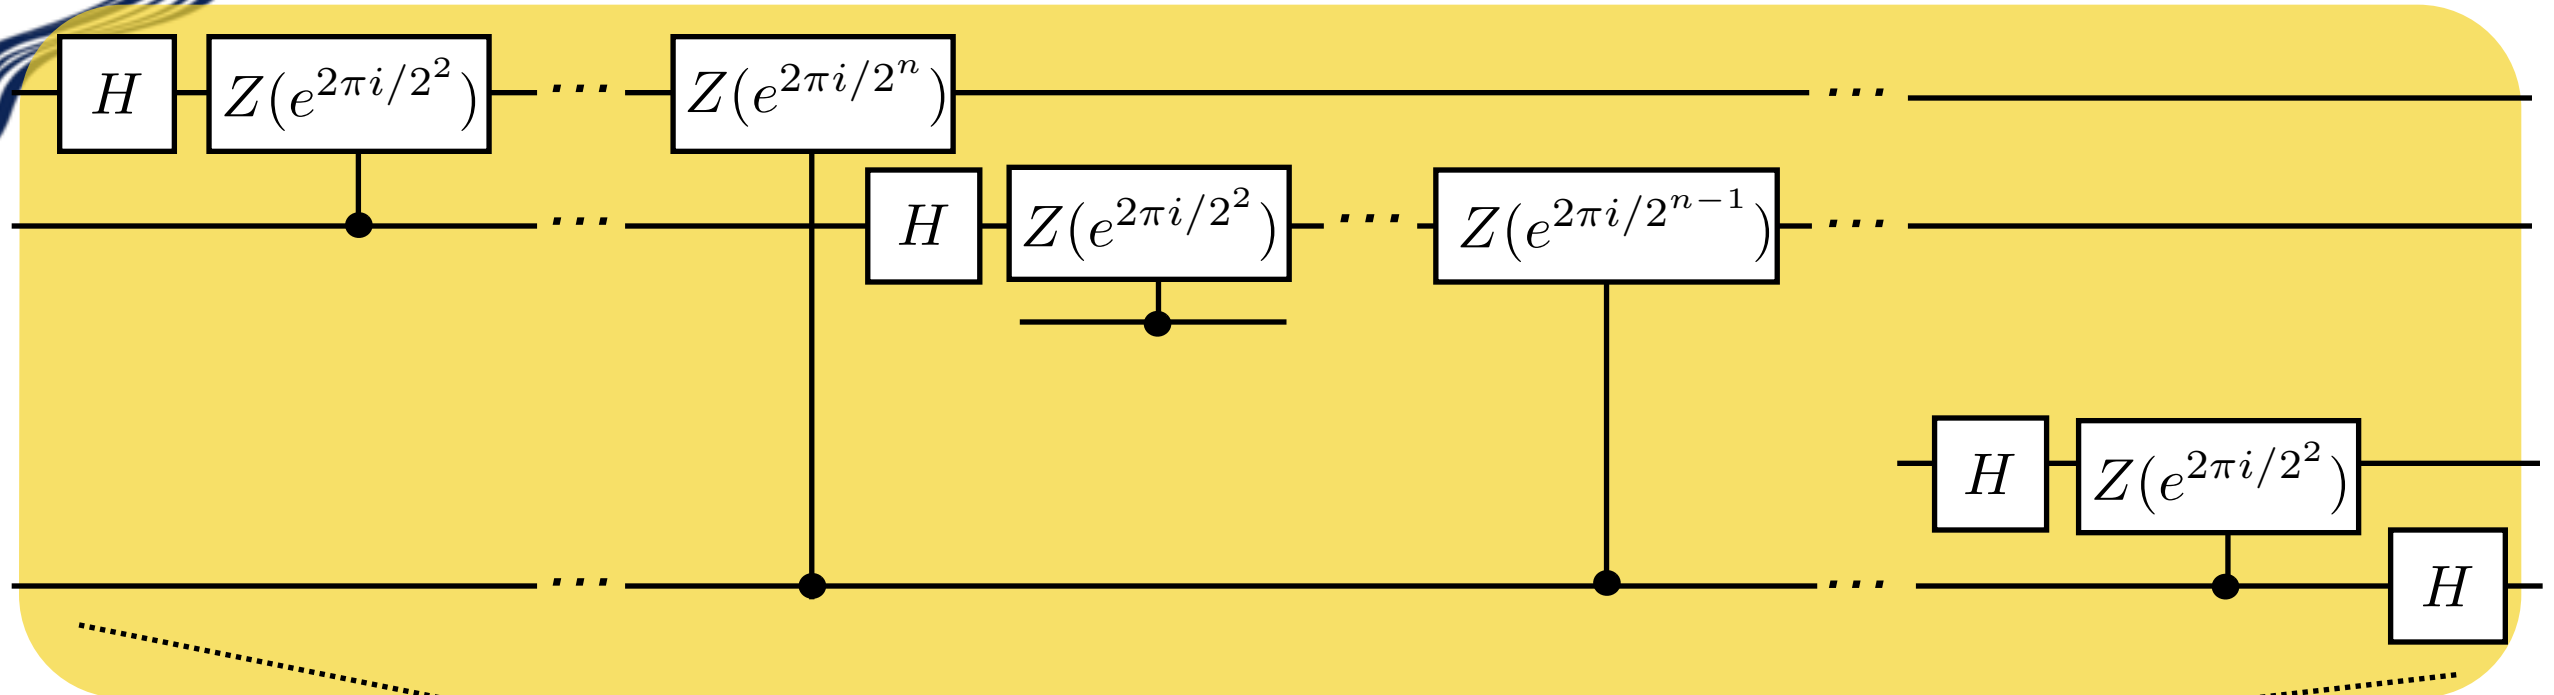 H Z(e^{2πi/2^2}) ... Z(e^{2πi/2^n}) ...
... H Z(e^{2πi/2^2}) ... Z(e^{2πi/2^{n-1}}) ...
H Z(e^{2πi/2^2})
... ... H